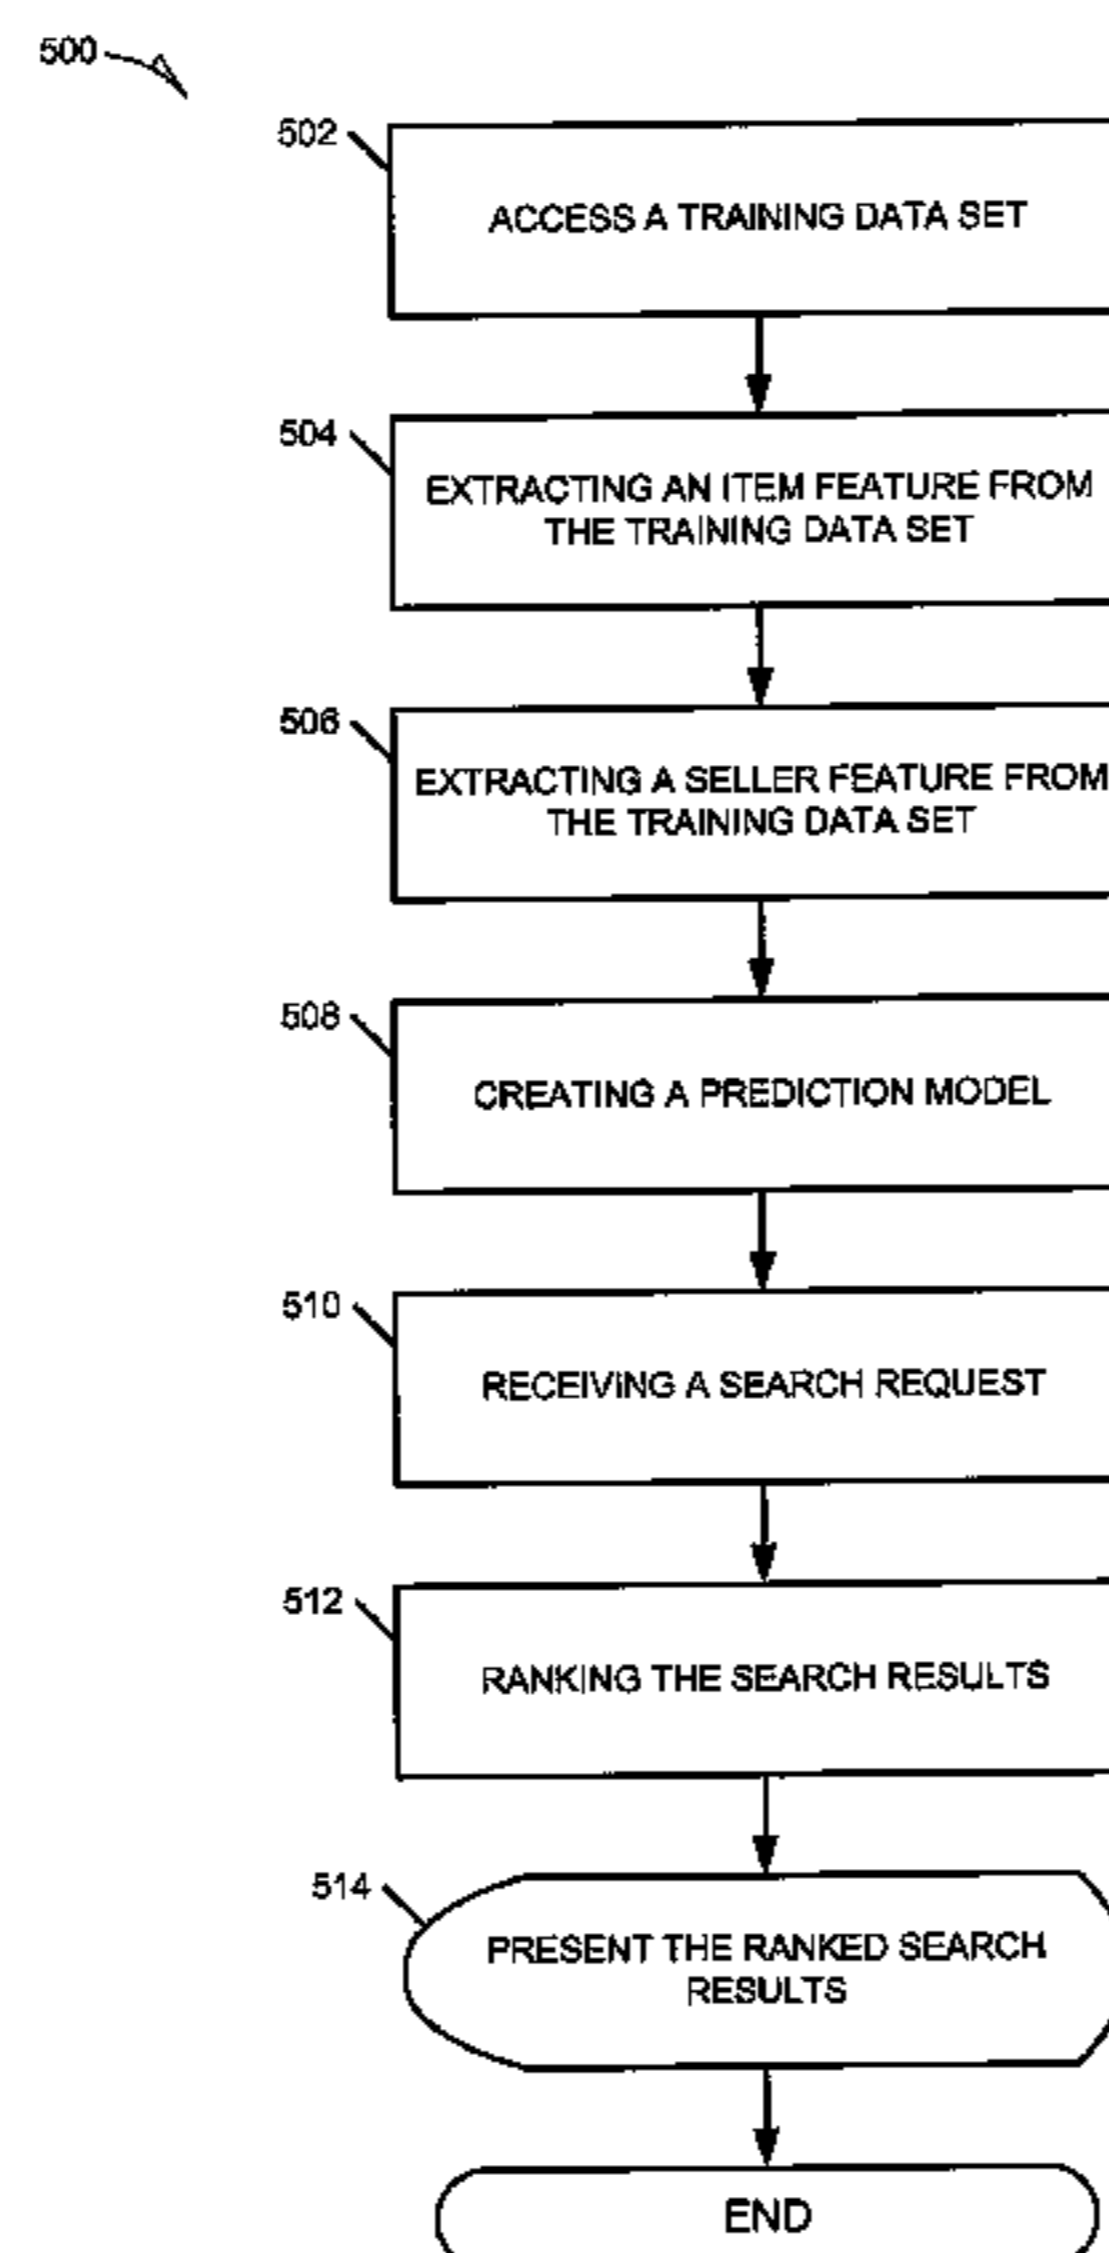 500
502
ACCESS A TRAINING DATA SET
504
EXTRACTING AN ITEM FEATURE FROM
THE TRAINING DATA SET
506
EXTRACTING A SELLER FEATURE FROM
THE TRAINING DATA SET
508
CREATING A PREDICTION MODEL
510
RECEIVING A SEARCH REQUEST
512
RANKING THE SEARCH RESULTS
514
PRESENT THE RANKED SEARCH
RESULTS
END